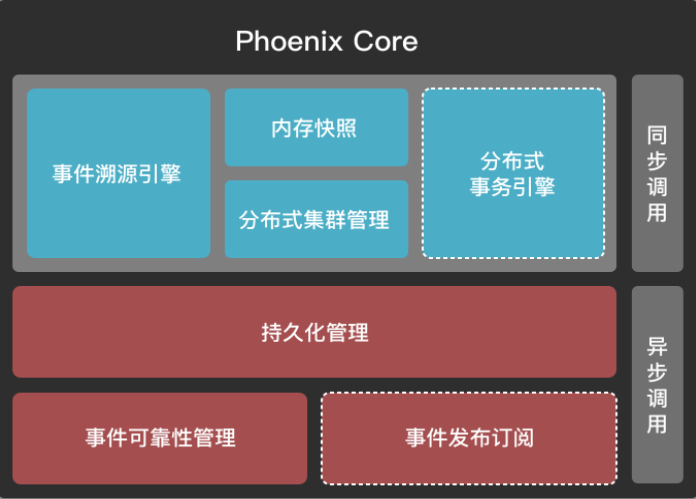 Phoenix Core
事件溯源引擎
内存快照
分布式集群管理
分布式
事务引擎
同步调用
持久化管理
事件可靠性管理
事件发布订阅
异步调用